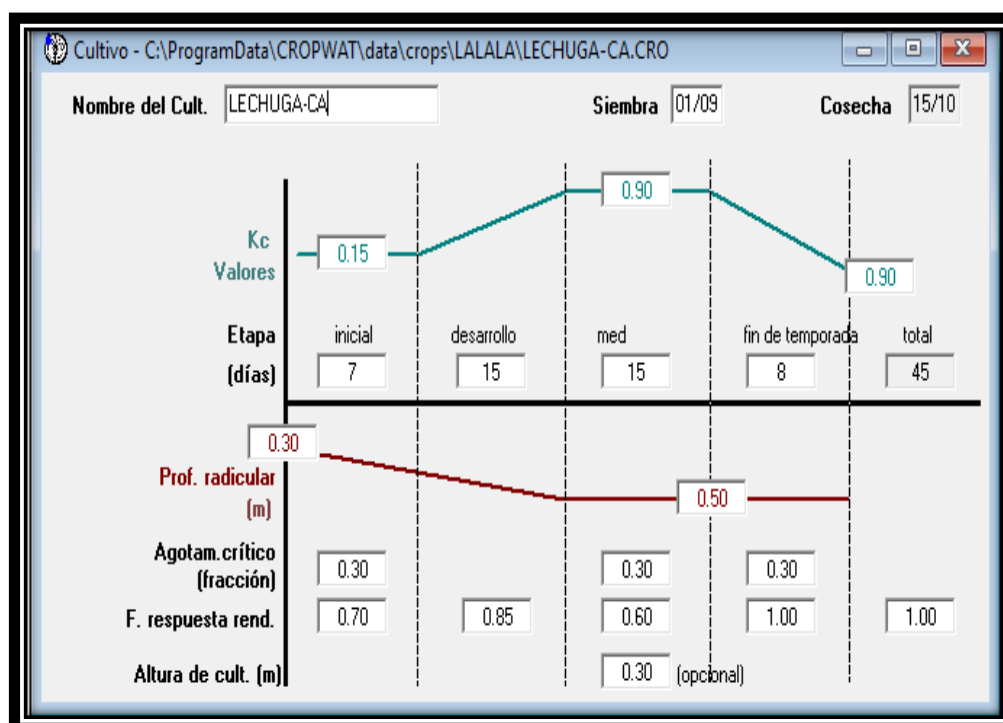 Cultivo - C:\ProgramData\CROPWAT\data\crops\LALALA\LECHUGA-CA.CRO
Nombre del Cult. LECHUGA-CA Siembra 01/09 Cosecha 15/10
0.90
Kc 0.15
Valores 0.90
Etapa inicial desarrollo med fin de temporada total
(días) 7 15 15 8 45
0.30
Prof. radicular
(m) 0.50
Agotam.crítico
(fracción) 0.30 0.30 0.30
F. respuesta rend. 0.70 0.85 0.60 1.00 1.00
Altura de cult. (m) 0.30 (opcional)